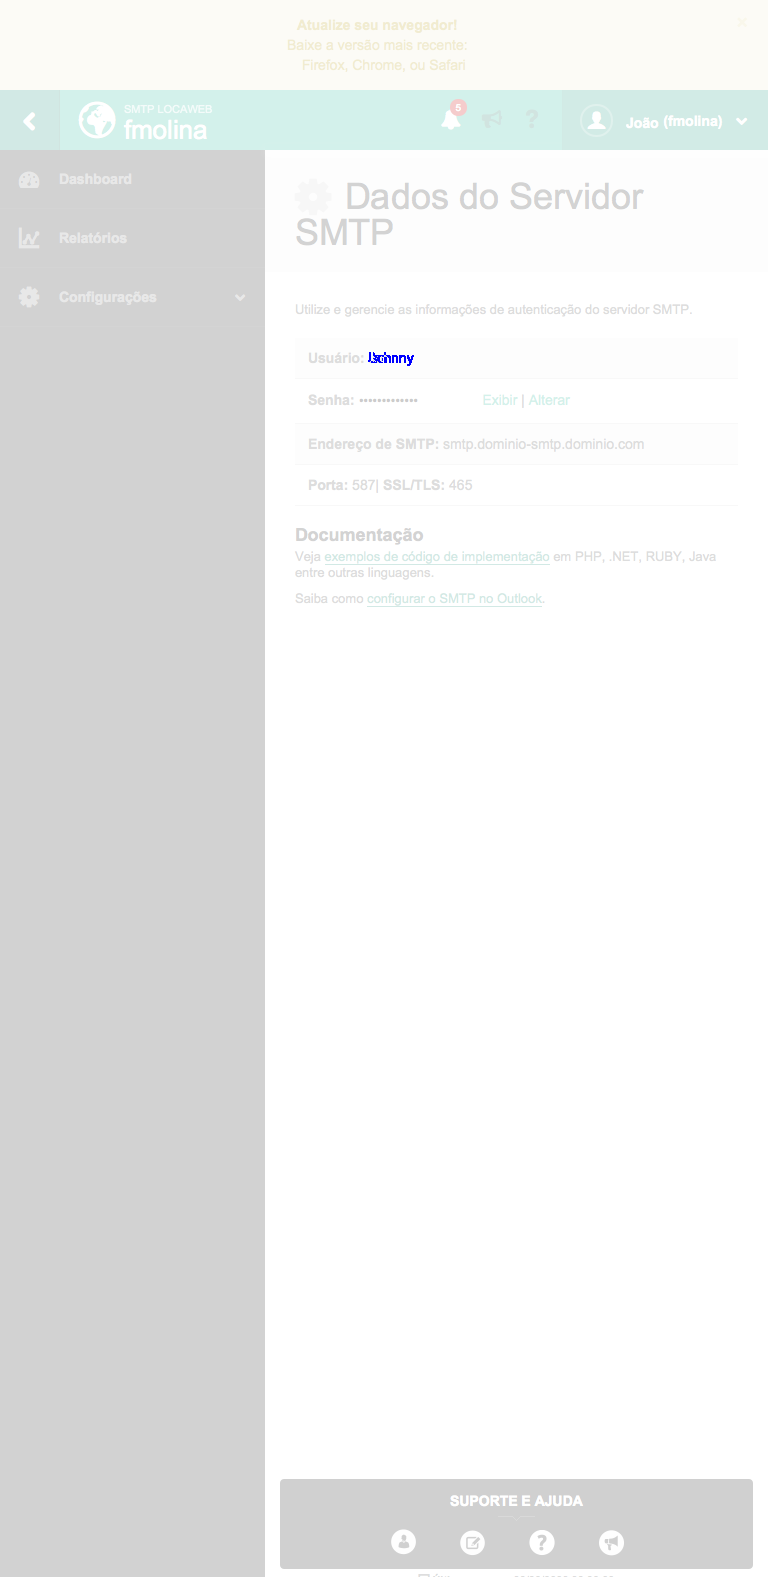 Atualize seu navegador!
Baixe a versão mais recente:
Firefox, Chrome, ou Safari
SMTP LOCAWEB
fmolina
5
João (fmolina)
Dashboard
Relatórios
Configurações
Dados do Servidor
SMTP
Utilize e gerencie as informações de autenticação do servidor SMTP.
Usuário:
Senha: ••••••••••••• Exibir | Alterar
Endereço de SMTP: smtp.dominio-smtp.dominio.com
Porta: 587| SSL/TLS: 465
Documentação
Veja exemplos de código de implementação em PHP, .NET, RUBY, Java
entre outras linguagens.
Saiba como configurar o SMTP no Outlook.
SUPORTE E AJUDA